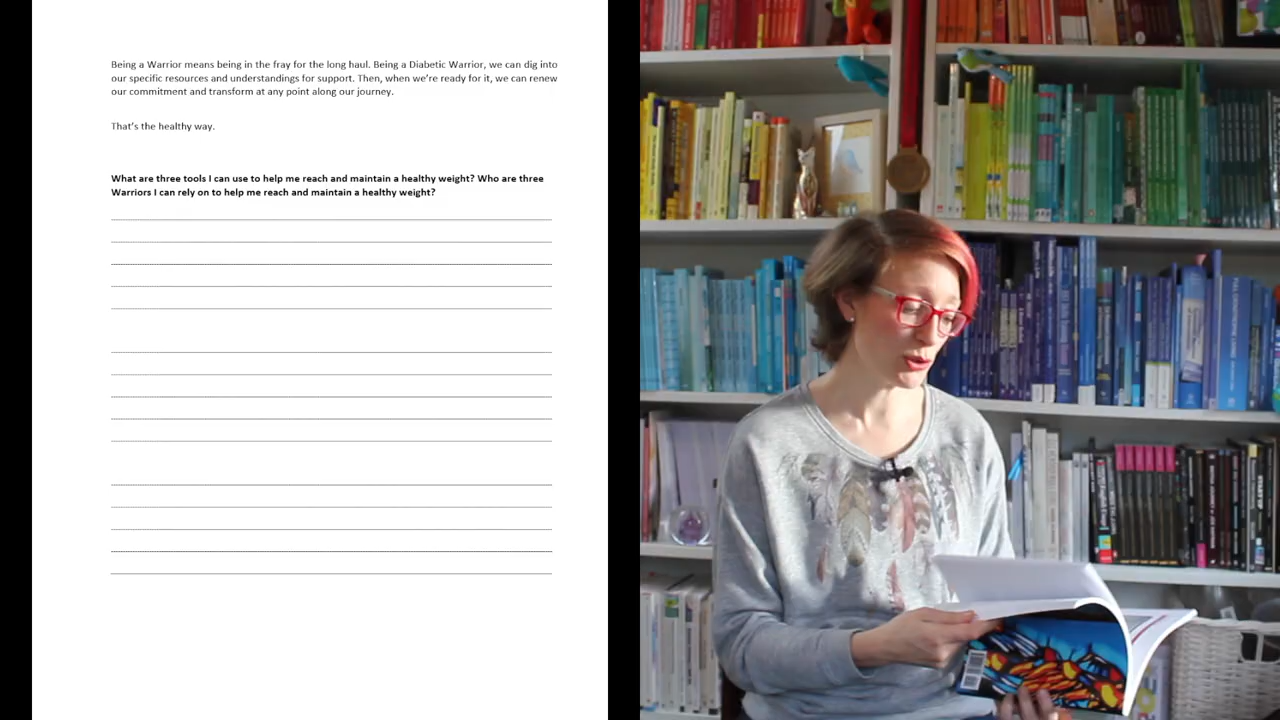 Being a Warrior means being in the fray for the long haul. Being a Diabetic Warrior, we can dig into
our specific resources and understandings for support. Then, when we’re ready for it, we can renew
our commitment and transform at any point along our journey.
That’s the healthy way.
What are three tools I can use to help me reach and maintain a healthy weight? Who are three
Warriors I can rely on to help me reach and maintain a healthy weight?